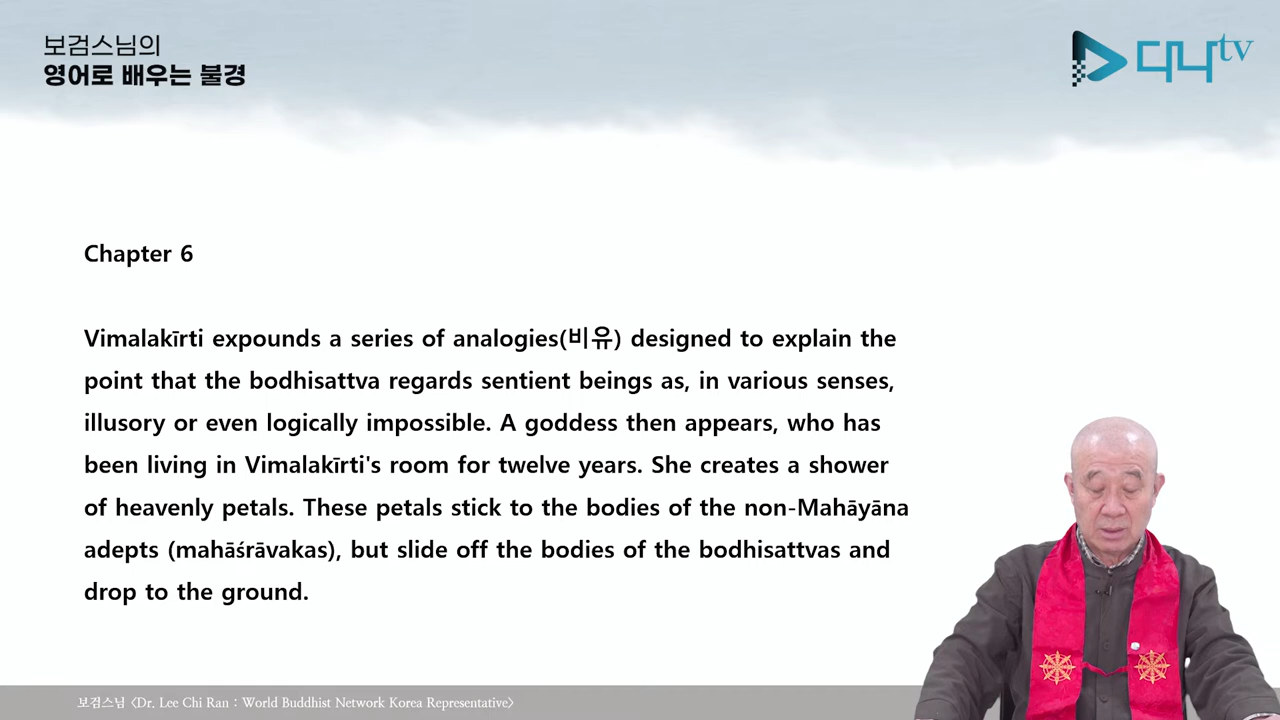 보검스님의
영어로 배우는 불경
다나tv
Chapter 6
Vimalakīrti expounds a series of analogies(비유) designed to explain the
point that the bodhisattva regards sentient beings as, in various senses,
illusory or even logically impossible. A goddess then appears, who has
been living in Vimalakīrti's room for twelve years. She creates a shower
of heavenly petals. These petals stick to the bodies of the non-Mahāyāna
adepts (mahāśrāvakas), but slide off the bodies of the bodhisattvas and
drop to the ground.
보검스님 <Dr. Lee Chi Ran : World Buddhist Network Korea Representative>